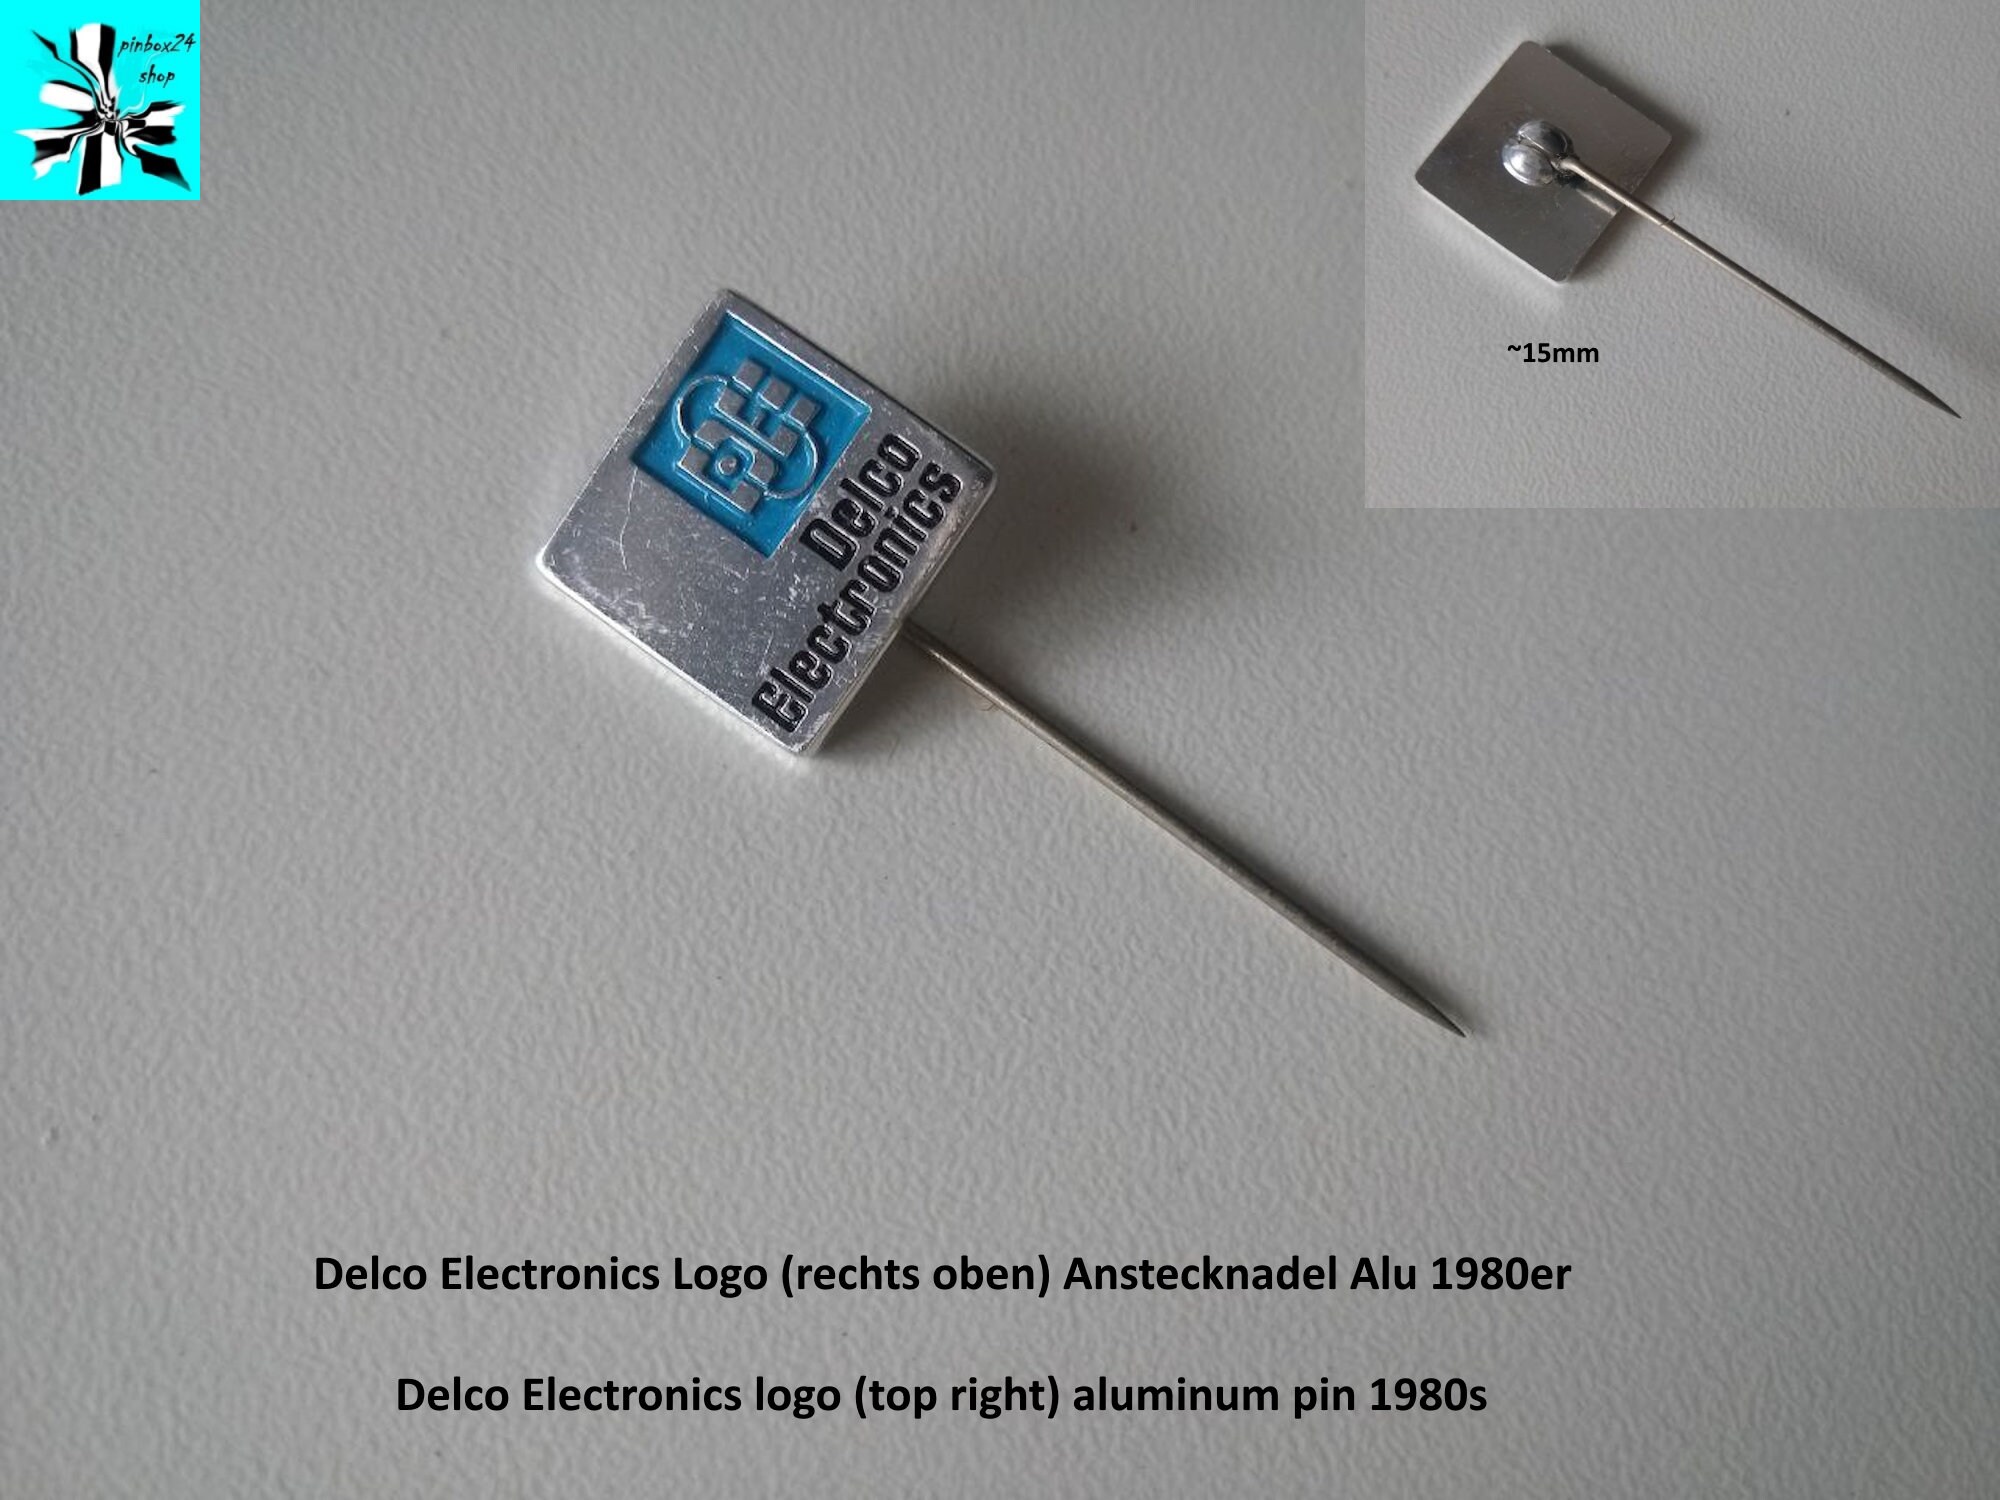 pinbox24
shop
~15mm
Delco
Electronics
Delco Electronics Logo (rechts oben) Anstecknadel Alu 1980er
Delco Electronics logo (top right) aluminum pin 1980s